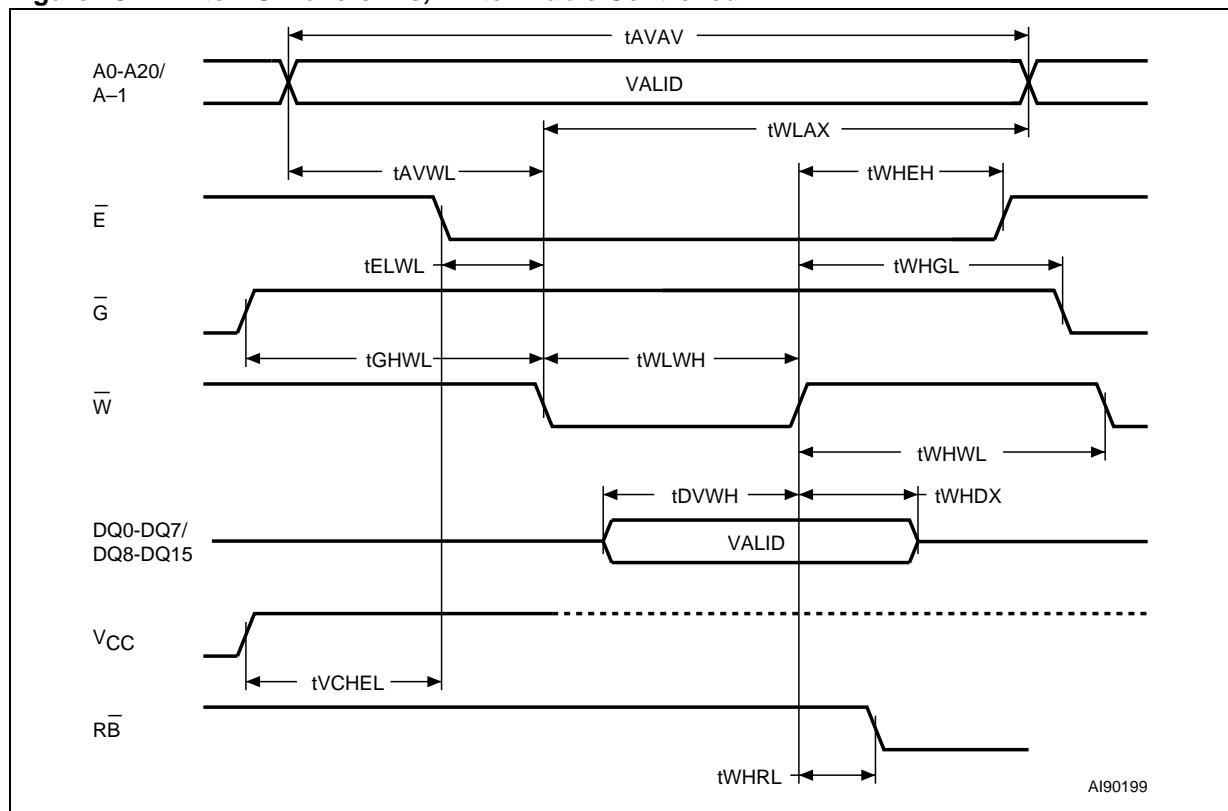 tAVAV
A0-A20/
A–1
VALID
tWLAX
tAVWL
tWHEH
E̅
tELWL
tWHGL
G̅
tGHWL
tWLWH
W̅
tWHWL
tDVWH
tWHDX
DQ0-DQ7/
DQ8-DQ15
VALID
VCC
tVCHEL
RB̅
tWHRL
AI90199